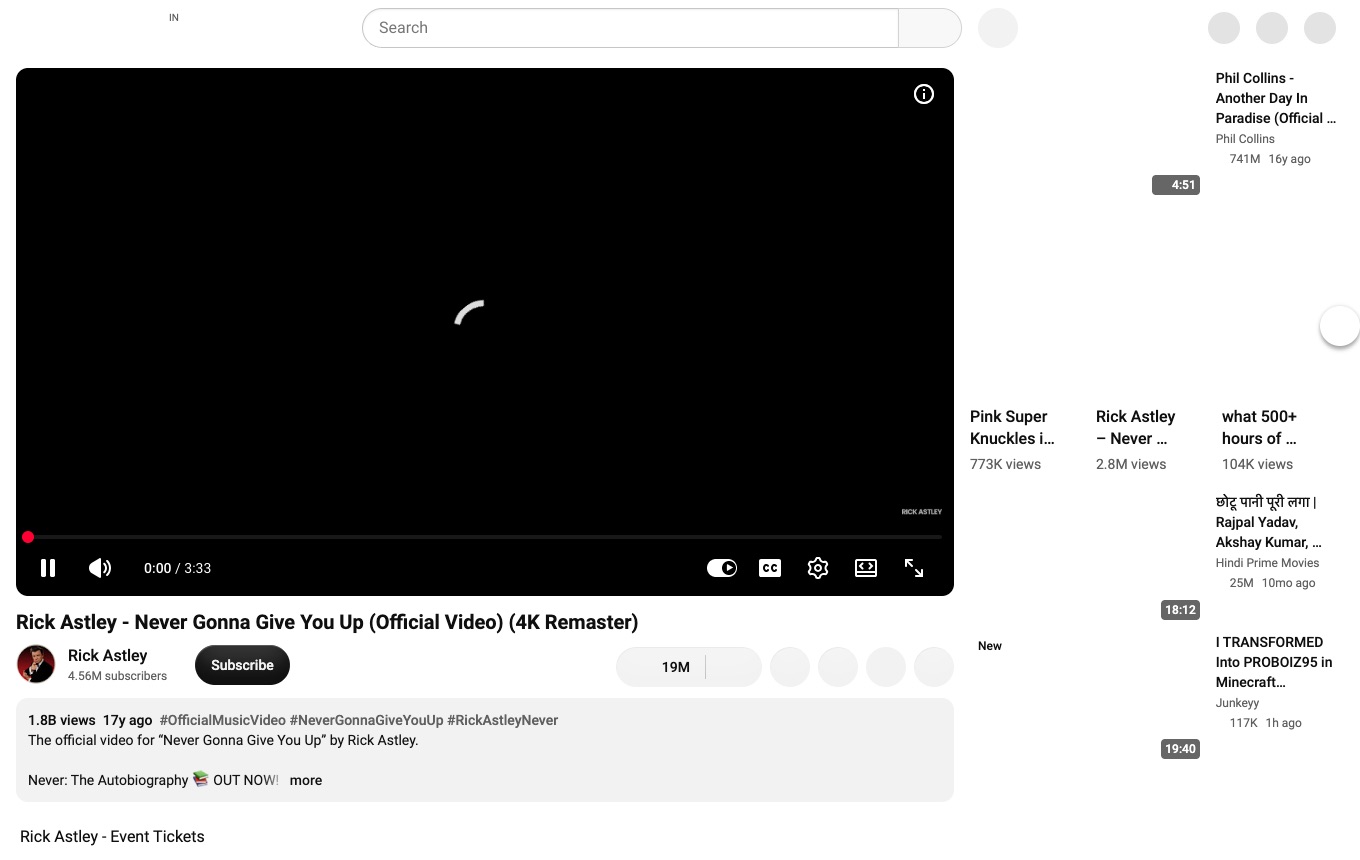 IN
Search
RICK ASTLEY
0:00 / 3:33
CC
Rick Astley - Never Gonna Give You Up (Official Video) (4K Remaster)
Rick Astley
4.56M subscribers
Subscribe
19M
1.8B views 17y ago #OfficialMusicVideo #NeverGonnaGiveYouUp #RickAstleyNever
The official video for “Never Gonna Give You Up” by Rick Astley.
Never: The Autobiography 📚 OUT NOW! more
Rick Astley - Event Tickets
Phil Collins -
Another Day In
Paradise (Official ...
Phil Collins
741M 16y ago
4:51
Pink Super
Knuckles i...
773K views
Rick Astley
– Never ...
2.8M views
what 500+
hours of ...
104K views
छोटू पानी पूरी लगा |
Rajpal Yadav,
Akshay Kumar, ...
Hindi Prime Movies
25M 10mo ago
18:12
New
I TRANSFORMED
Into PROBOIZ95 in
Minecraft...
Junkeyy
117K 1h ago
19:40